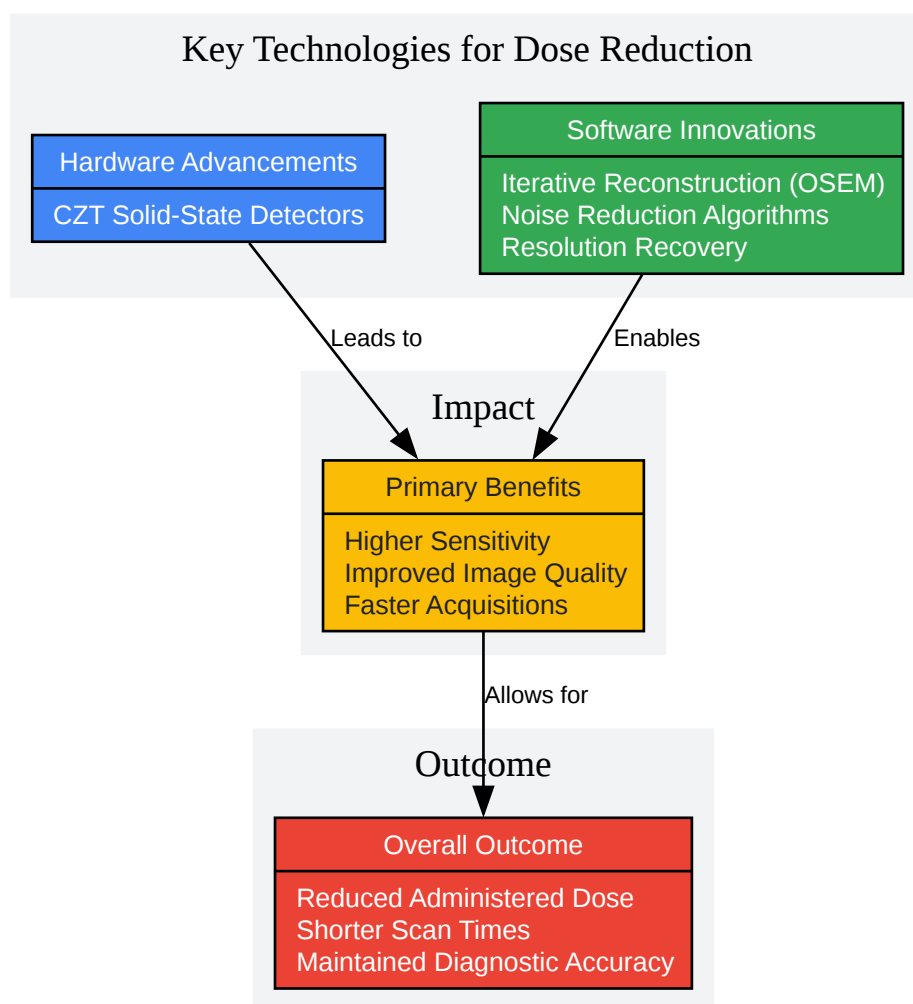 Key Technologies for Dose Reduction
Hardware Advancements
CZT Solid-State Detectors
Software Innovations
Iterative Reconstruction (OSEM)
Noise Reduction Algorithms
Resolution Recovery
Leads to
Enables
Impact
Primary Benefits
Higher Sensitivity
Improved Image Quality
Faster Acquisitions
Allows for
Outcome
Overall Outcome
Reduced Administered Dose
Shorter Scan Times
Maintained Diagnostic Accuracy